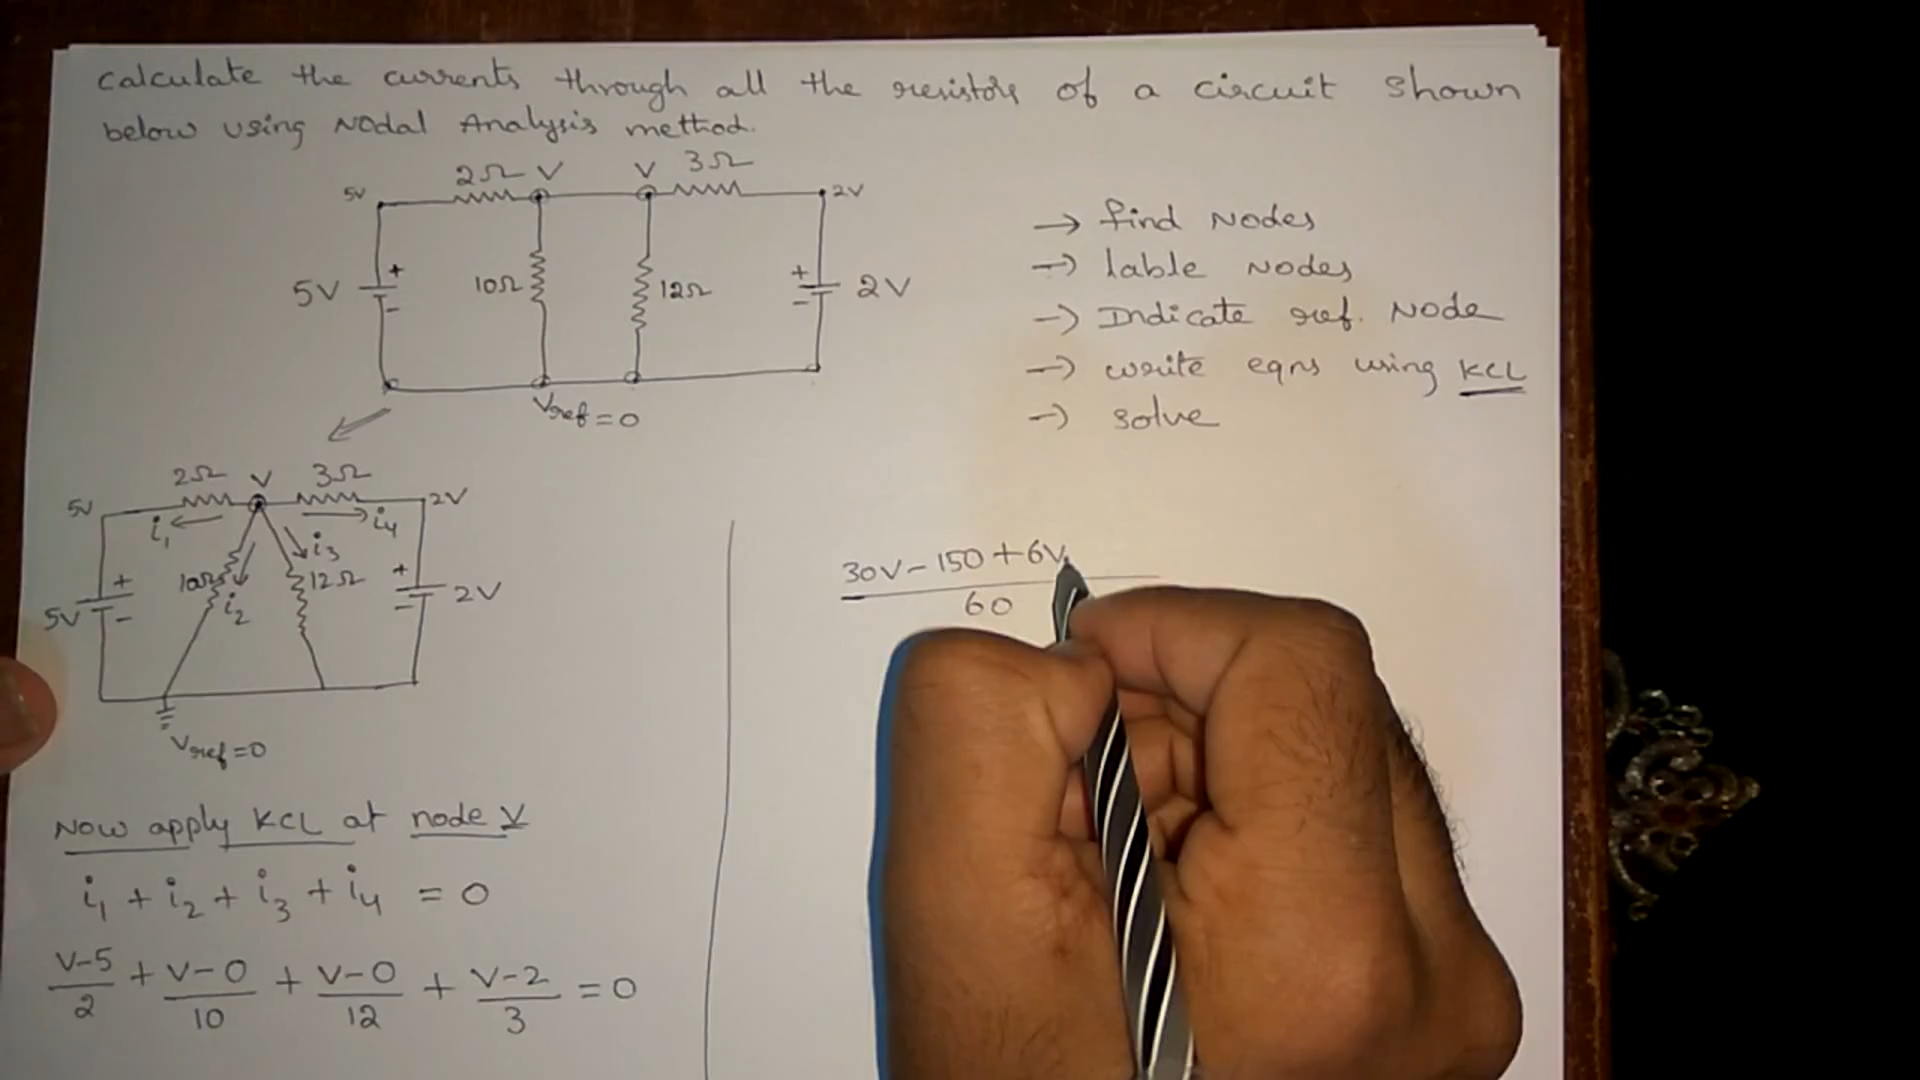 calculate the currents through all the resistors of a circuit shown
below using Nodal Analysis method.
5V 2Ω V V 3Ω 2V
5V + - 10Ω 12Ω + - 2V
Vref = 0
→ find Nodes
→ lable Nodes
→ Indicate ref. Node
→ write eqns using KCL
→ solve
5V 2Ω V 3Ω 2V
i1 i4
i3
5V + - 10Ω i2 12Ω + - 2V
Vref = 0
Now apply KCL at node V
i1 + i2 + i3 + i4 = 0
V-5/2 + V-0/10 + V-0/12 + V-2/3 = 0
30V - 150 + 6V
60